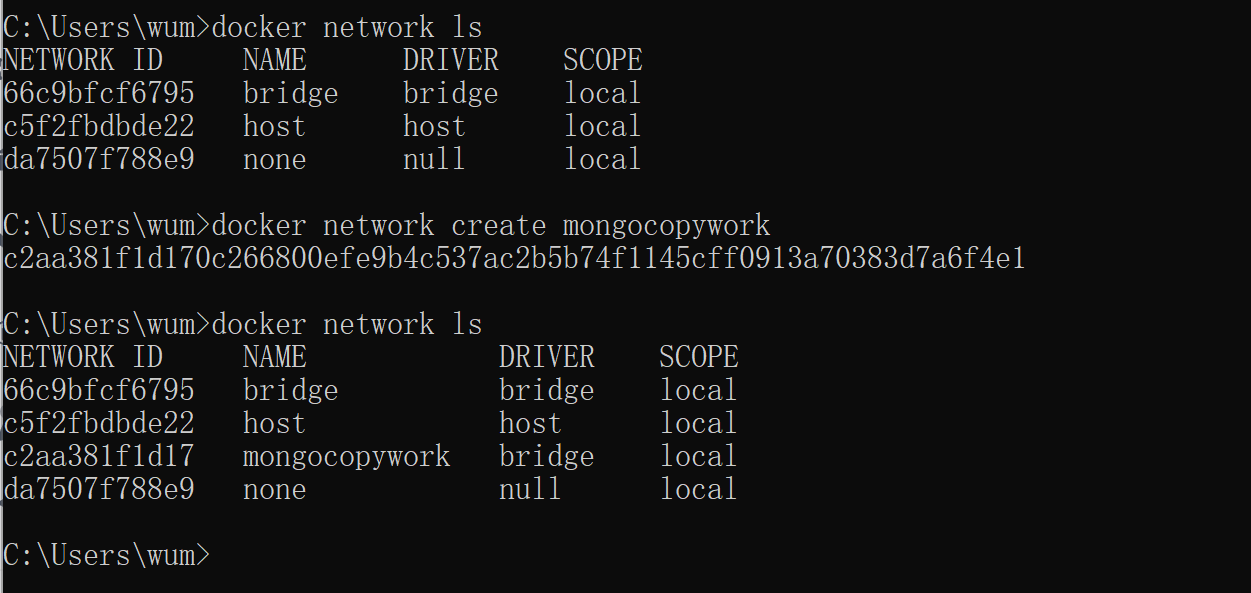 C:\Users\wum>docker network ls
NETWORK ID     NAME      DRIVER    SCOPE
66c9bfcf6795   bridge    bridge    local
c5f2fbdbde22   host      host      local
da7507f788e9   none      null      local
C:\Users\wum>docker network create mongocopywork
c2aa381f1d170c266800efe9b4c537ac2b5b74f1145cff0913a70383d7a6f4e1
C:\Users\wum>docker network ls
NETWORK ID     NAME            DRIVER    SCOPE
66c9bfcf6795   bridge          bridge    local
c5f2fbdbde22   host            host      local
c2aa381f1d17   mongocopywork   bridge    local
da7507f788e9   none            null      local
C:\Users\wum>